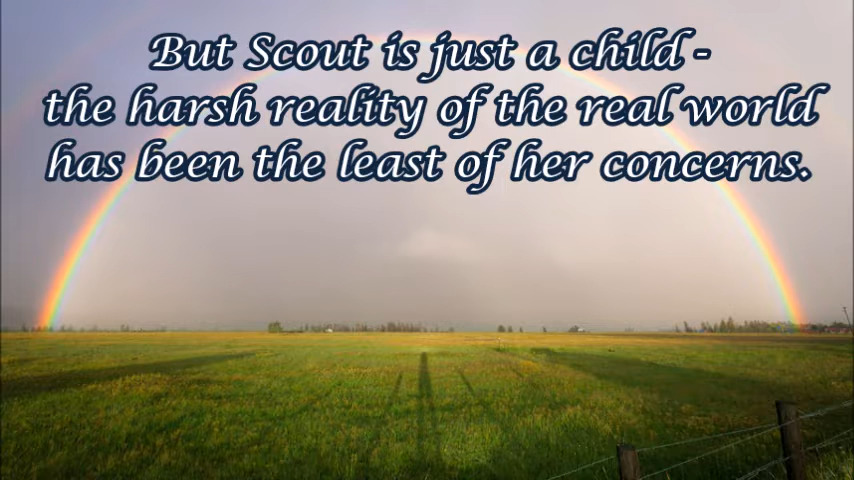 But Scout is just a child -
the harsh reality of the real world
has been the least of her concerns.